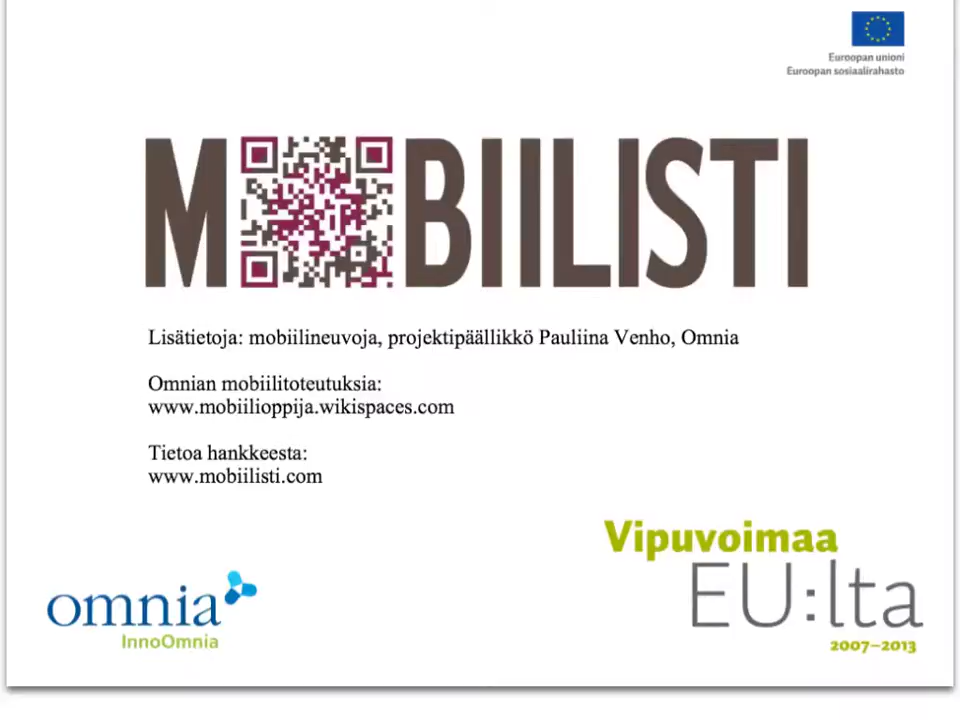 Euroopan unioni
Euroopan sosiaalirahasto
MOBIILISTI
Lisätietoja: mobiilineuvoja, projektipäällikkö Pauliina Venho, Omnia
Omnian mobiilitoteutuksia:
www.mobiilioppija.wikispaces.com
Tietoa hankkeesta:
www.mobiilisti.com
Vipuvoimaa
EU:lta
2007–2013
omnia
InnoOmnia